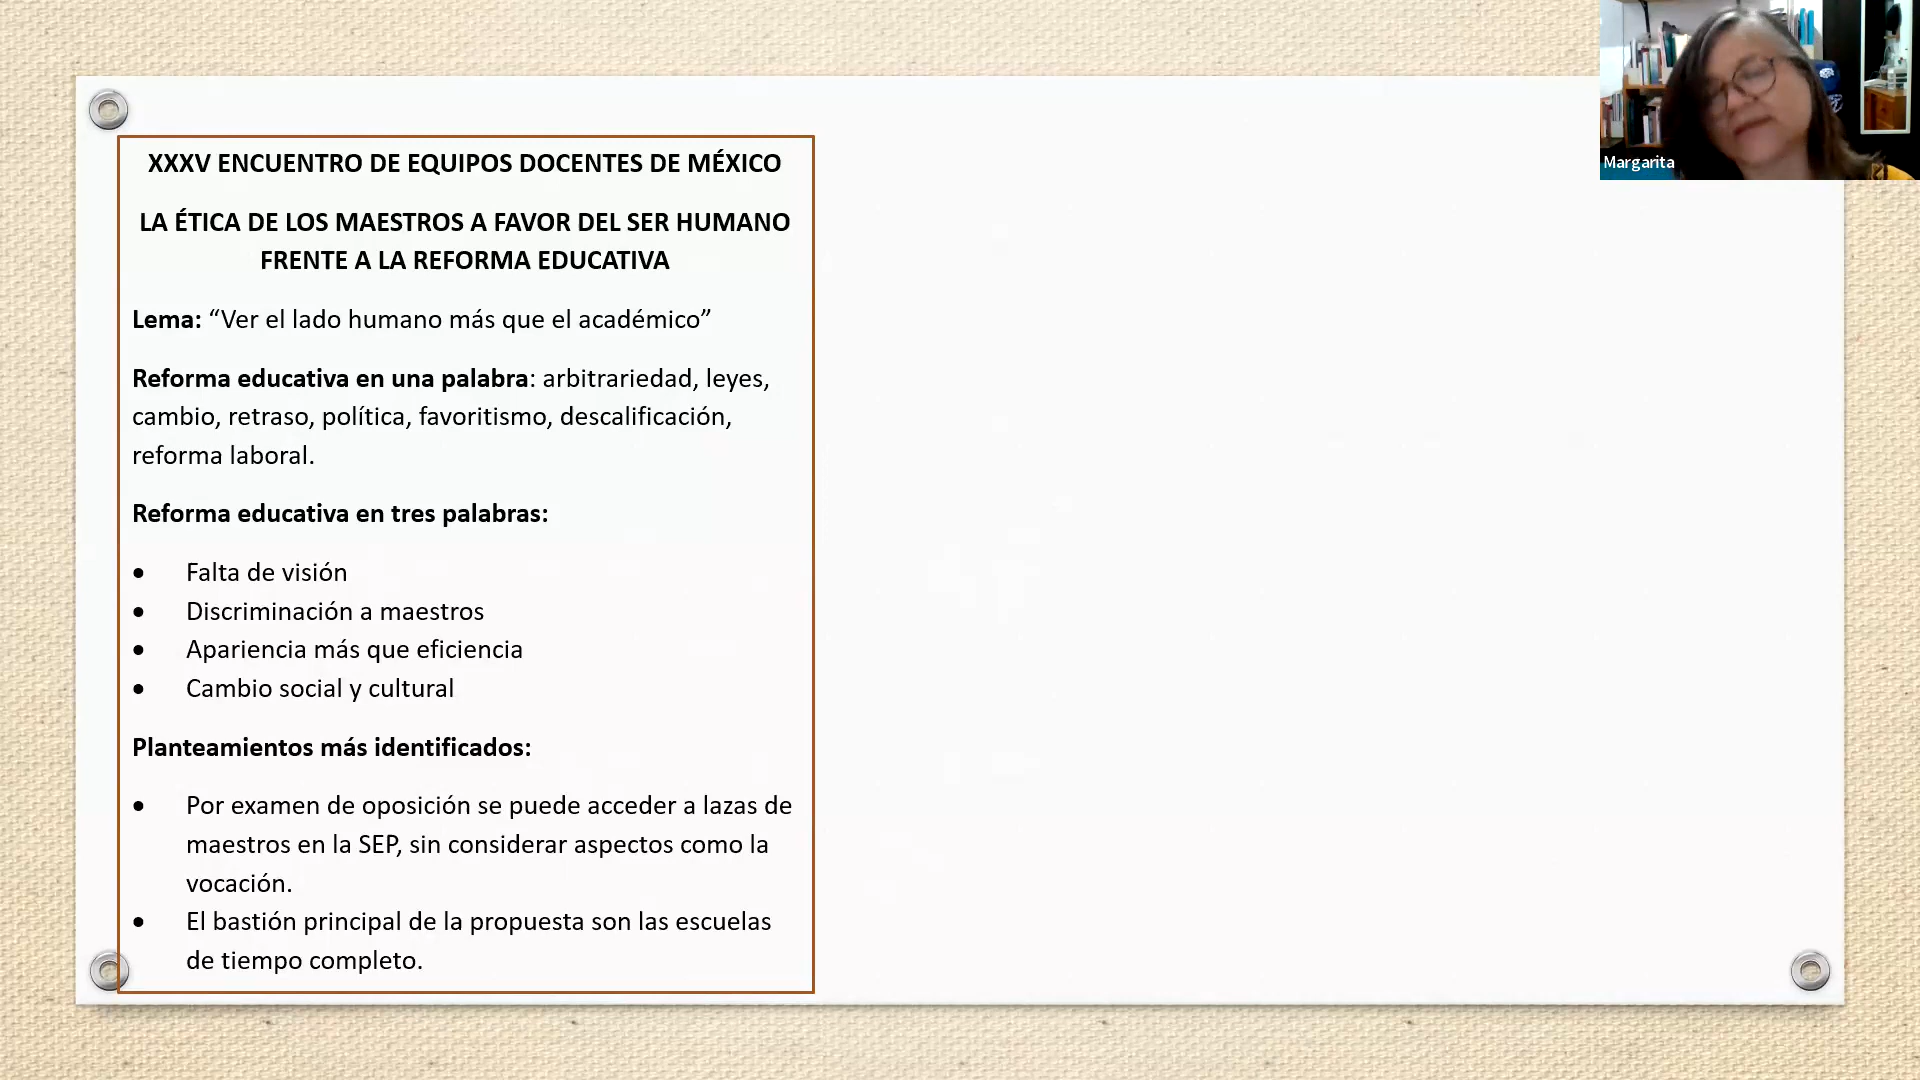 XXXV ENCUENTRO DE EQUIPOS DOCENTES DE MÉXICO
LA ÉTICA DE LOS MAESTROS A FAVOR DEL SER HUMANO
FRENTE A LA REFORMA EDUCATIVA
Lema: “Ver el lado humano más que el académico”
Reforma educativa en una palabra: arbitrariedad, leyes,
cambio, retraso, política, favoritismo, descalificación,
reforma laboral.
Reforma educativa en tres palabras:
• Falta de visión
• Discriminación a maestros
• Apariencia más que eficiencia
• Cambio social y cultural
Planteamientos más identificados:
• Por examen de oposición se puede acceder a lazas de
maestros en la SEP, sin considerar aspectos como la
vocación.
• El bastión principal de la propuesta son las escuelas
de tiempo completo.
Margarita